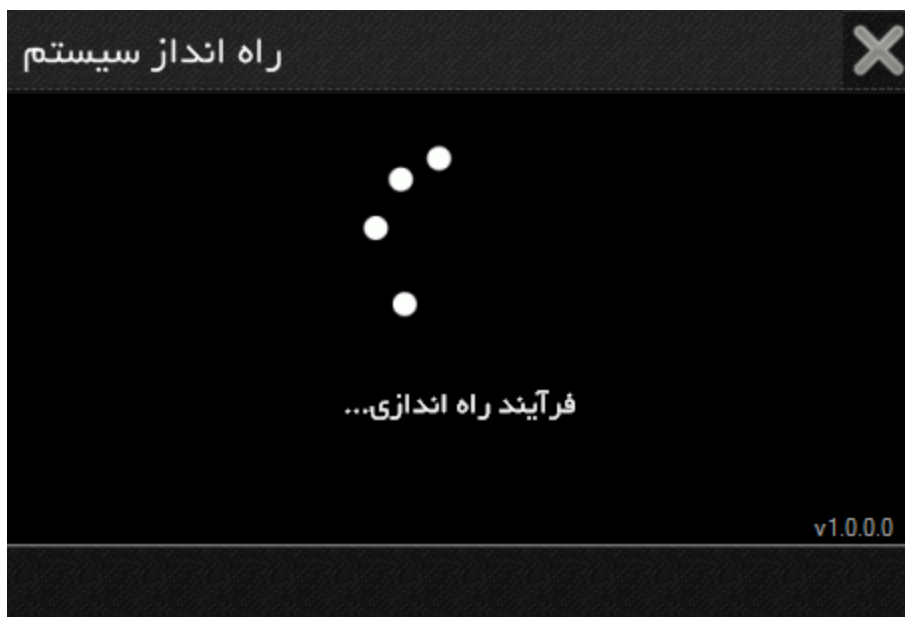 راه انداز سیستم
فرآیند راه اندازی...
v1.0.0.0